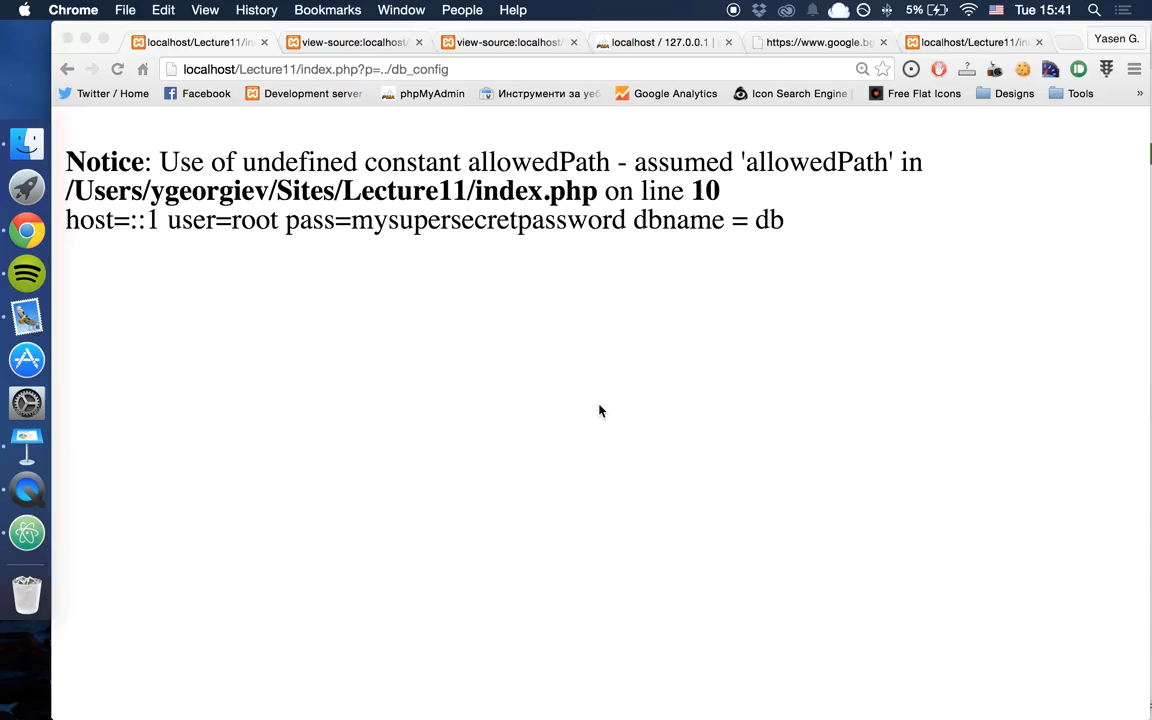 Chrome File Edit View History Bookmarks Window People Help 5% Tue 15:41
localhost/Lecture11/in view-source:localhost/ view-source:localhost/ localhost / 127.0.0.1 | https://www.google.bg localhost/Lecture11/in Yasen G.
localhost/Lecture11/index.php?p=../db_config
Twitter / Home Facebook Development server phpMyAdmin Инструменти за уеб Google Analytics Icon Search Engine Free Flat Icons Designs Tools »
Notice: Use of undefined constant allowedPath - assumed 'allowedPath' in
/Users/ygeorgiev/Sites/Lecture11/index.php on line 10
host=::1 user=root pass=mysupersecretpassword dbname = db